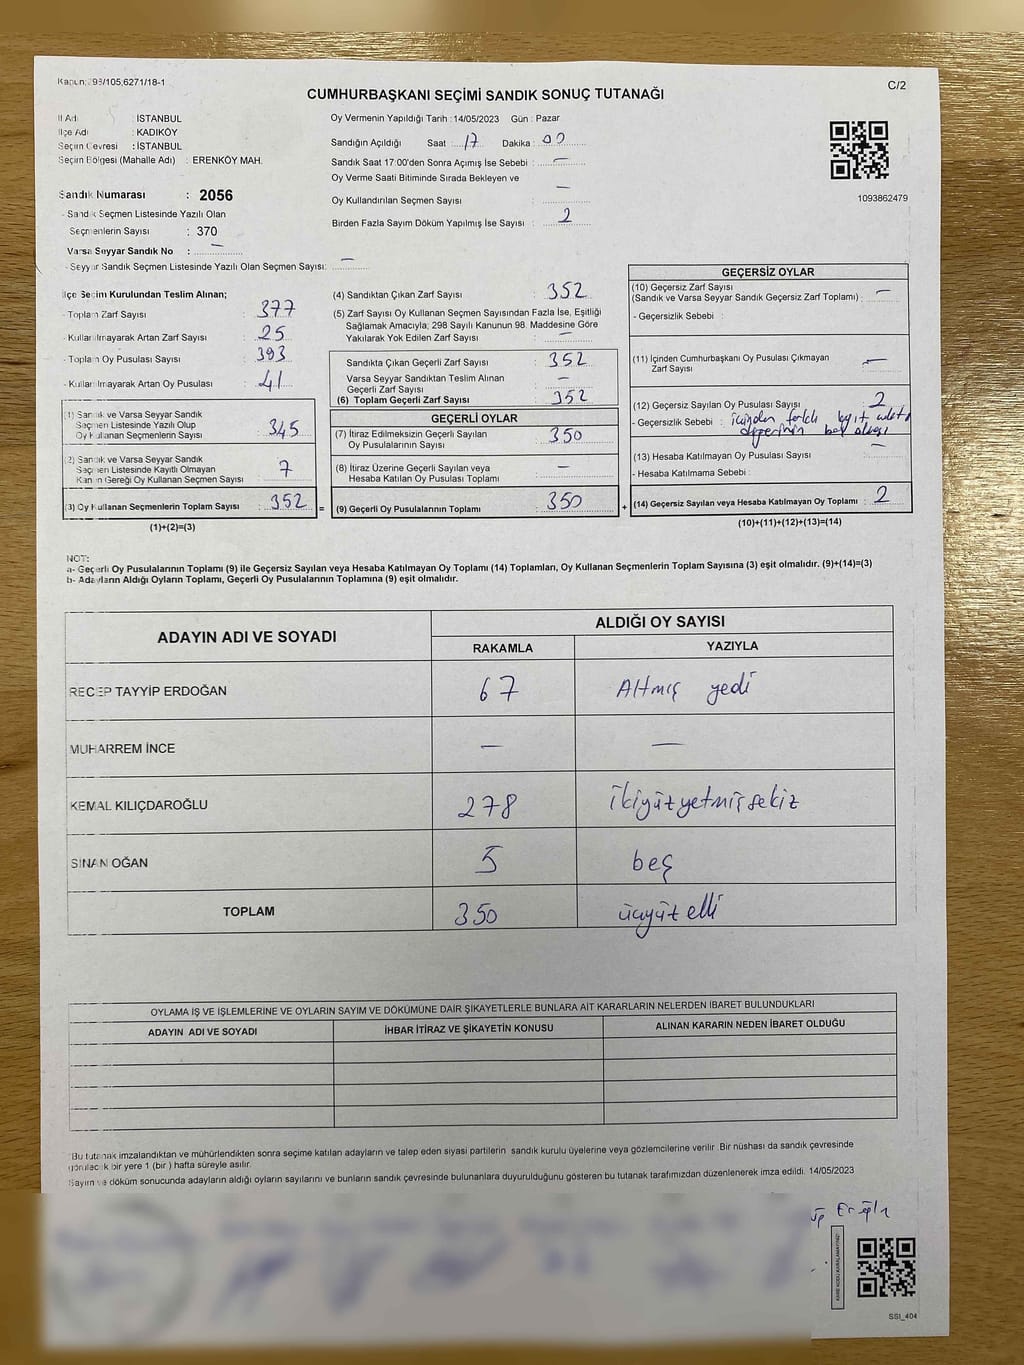 Kanun: 298/105,6271/18-1
C/2
CUMHURBAŞKANI SEÇİMİ SANDIK SONUÇ TUTANAĞI
İl Adı : İSTANBUL
İlçe Adı : KADIKÖY
Seçim Çevresi : İSTANBUL
Seçim Bölgesi (Mahalle Adı) : ERENKÖY MAH.
Sandık Numarası : 2056
- Sandık Seçmen Listesinde Yazılı Olan
Seçmenlerin Sayısı : 370
Varsa Seyyar Sandık No : —
- Seyyar Sandık Seçmen Listesinde Yazılı Olan Seçmen Sayısı: —
Oy Vermenin Yapıldığı Tarih : 14/05/2023 Gün : Pazar
Sandığın Açıldığı Saat : 17 Dakika : 00
Sandık Saat 17:00'den Sonra Açımış İse Sebebi : —
Oy Verme Saati Bitiminde Sırada Bekleyen ve
Oy Kullandırılan Seçmen Sayısı : —
Birden Fazla Sayım Döküm Yapılmış İse Sayısı : 2
1093862479
İlçe Seçim Kurulundan Teslim Alınan;
- Toplam Zarf Sayısı : 377
- Kullanılmayarak Artan Zarf Sayısı : 25
- Toplam Oy Pusulası Sayısı : 393
- Kullanılmayarak Artan Oy Pusulası : 41
(1) Sandık ve Varsa Seyyar Sandık
Seçmen Listesinde Yazılı Olup
Oy Kullanan Seçmenlerin Sayısı : 345
(2) Sandık ve Varsa Seyyar Sandık
Seçmen Listesinde Kayıtlı Olmayan
Kanun Gereği Oy Kullanan Seçmen Sayısı : 7
(3) Oy Kullanan Seçmenlerin Toplam Sayısı : 352 =
(1)+(2)=(3)
(4) Sandıktan Çıkan Zarf Sayısı : 352
(5) Zarf Sayısı Oy Kullanan Seçmen Sayısından Fazla İse, Eşitliği
Sağlamak Amacıyla; 298 Sayılı Kanunun 98. Maddesine Göre
Yakılarak Yok Edilen Zarf Sayısı : —
Sandıkta Çıkan Geçerli Zarf Sayısı : 352
Varsa Seyyar Sandıktan Teslim Alınan
Geçerli Zarf Sayısı : —
(6) Toplam Geçerli Zarf Sayısı : 352
GEÇERLİ OYLAR
(7) İtiraz Edilmeksizin Geçerli Sayılan
Oy Pusulalarının Sayısı : 350
(8) İtiraz Üzerine Geçerli Sayılan veya
Hesaba Katılan Oy Pusulası Toplamı : —
(9) Geçerli Oy Pusulalarının Toplamı : 350 +
GEÇERSİZ OYLAR
(10) Geçersiz Zarf Sayısı
(Sandık ve Varsa Seyyar Sandık Geçersiz Zarf Toplamı) : —
- Geçersizlik Sebebi :
(11) İçinden Cumhurbaşkanı Oy Pusulası Çıkmayan
Zarf Sayısı : —
(12) Geçersiz Sayılan Oy Pusulası Sayısı : 2
- Geçersizlik Sebebi : içinden farklı
(13) Hesaba Katılmayan Oy Pusulası Sayısı : —
- Hesaba Katılmama Sebebi :
(14) Geçersiz Sayılan veya Hesaba Katılmayan Oy Toplamı : 2
(10)+(11)+(12)+(13)=(14)
NOT:
a- Geçerli Oy Pusulalarının Toplamı (9) ile Geçersiz Sayılan veya Hesaba Katılmayan Oy Toplamı (14) Toplamları, Oy Kullanan Seçmenlerin Toplam Sayısına (3) eşit olmalıdır. (9)+(14)=(3)
b- Adayların Aldığı Oyların Toplamı, Geçerli Oy Pusulalarının Toplamına (9) eşit olmalıdır.
ADAYIN ADI VE SOYADI
ALDIĞI OY SAYISI
RAKAMLA YAZIYLA
RECEP TAYYİP ERDOĞAN 67 Altmış yedi
MUHARREM İNCE — —
KEMAL KILIÇDAROĞLU 278 ikiyüzyetmişsekiz
SİNAN OĞAN 5 beş
TOPLAM 350 üçyüz elli
OYLAMA İŞ VE İŞLEMLERİNE VE OYLARIN SAYIM VE DÖKÜMÜNE DAİR ŞİKAYETLERLE BUNLARA AİT KARARLARIN NELERDEN İBARET BULUNDUKLARI
ADAYIN ADI VE SOYADI İHBAR İTİRAZ VE ŞİKAYETİN KONUSU ALINAN KARARIN NEDEN İBARET OLDUĞU
Bu tutanak imzalandıktan ve mühürlendikten sonra seçime katılan adayların ve talep eden siyasi partilerin sandık kurulu üyelerine veya gözlemcilerine verilir. Bir nüshası da sandık çevresinde
görülecek bir yere 1 (bir ) hafta süreyle asılır.
Sayım ve döküm sonucunda adayların aldığı oyların sayılarını ve bunların sandık çevresinde bulunanlara duyurulduğunu gösteren bu tutanak tarafımızdan düzenlenerek imza edildi. 14/05/2023
SSI_404